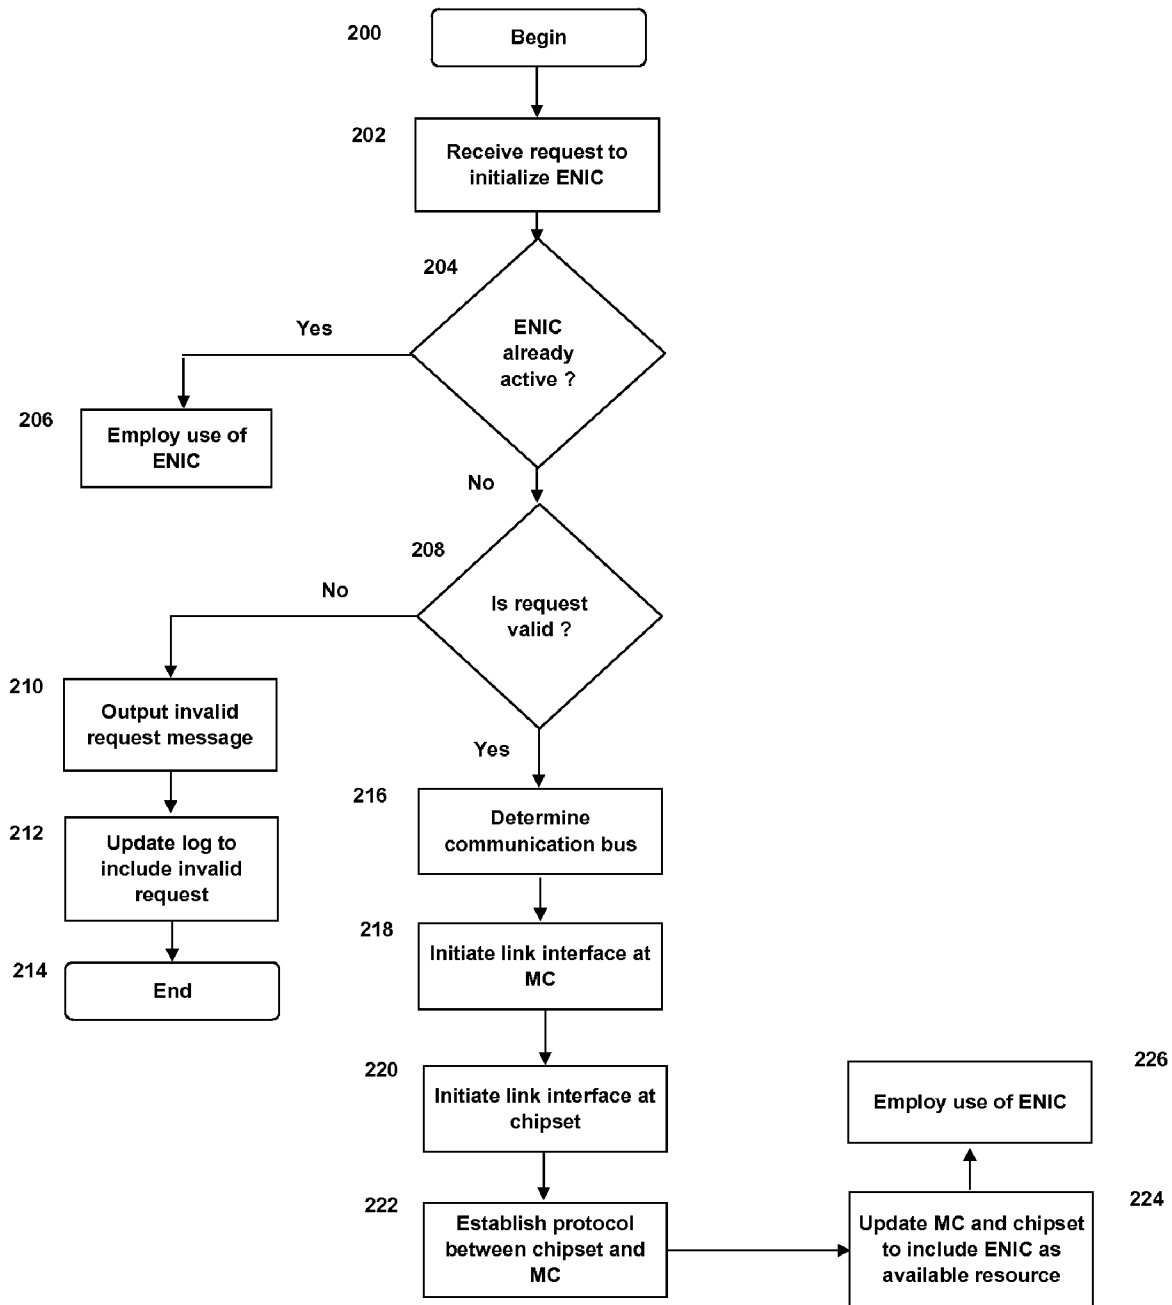 200
Begin
202
Receive request to
initialize ENIC
204
ENIC
already
active ?
Yes
206
Employ use of
ENIC
No
208
Is request
valid ?
No
210
Output invalid
request message
212
Update log to
include invalid
request
214
End
Yes
216
Determine
communication bus
218
Initiate link interface at
MC
220
Initiate link interface at
chipset
222
Establish protocol
between chipset and
MC
224
Update MC and chipset
to include ENIC as
available resource
226
Employ use of ENIC